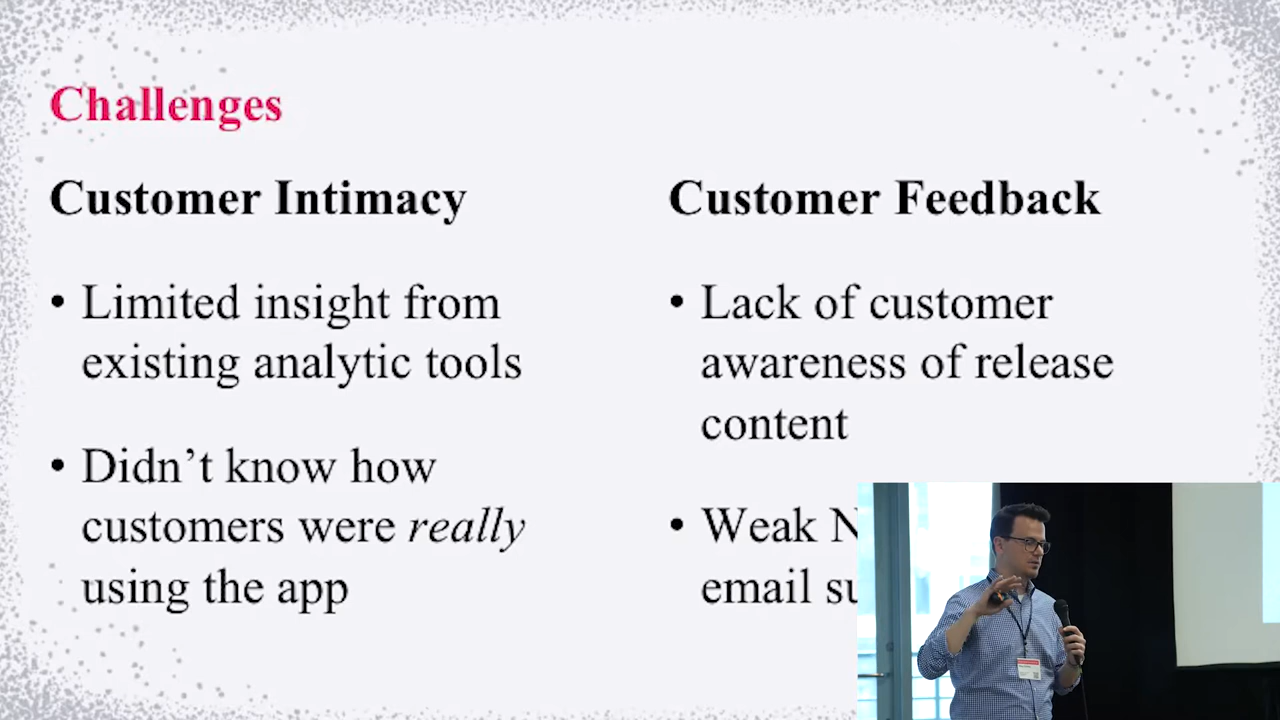 Challenges
Customer Intimacy
• Limited insight from
existing analytic tools
• Didn’t know how
customers were really
using the app
Customer Feedback
• Lack of customer
awareness of release
content
• Weak
email